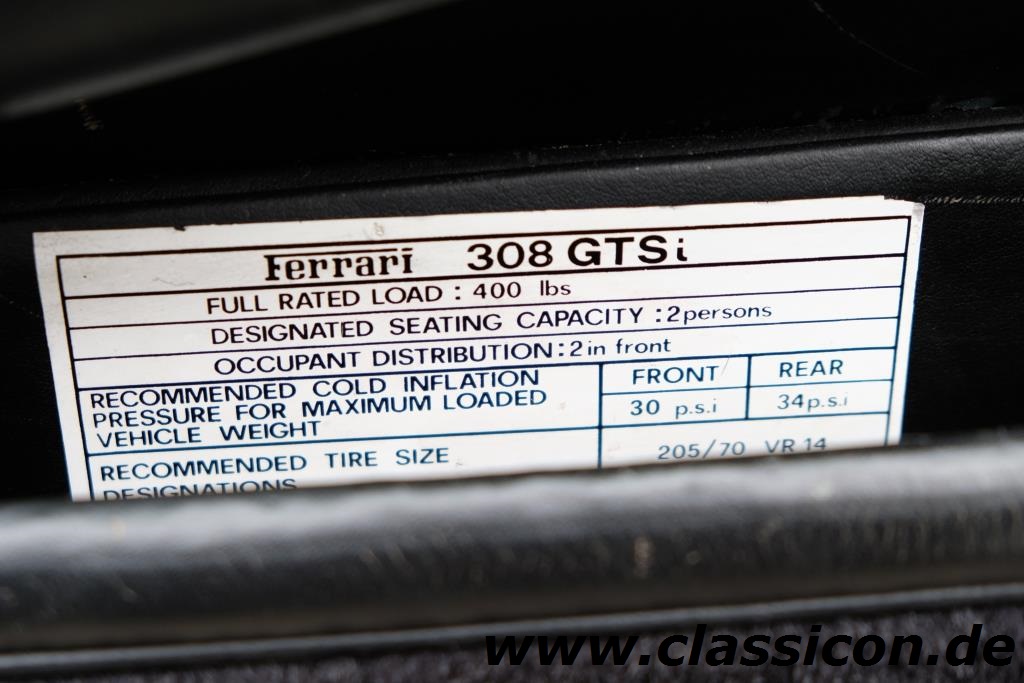 Ferrari 308 GTSi
FULL RATED LOAD : 400 lbs
DESIGNATED SEATING CAPACITY :2persons
OCCUPANT DISTRIBUTION:2in front
RECOMMENDED COLD INFLATION
PRESSURE FOR MAXIMUM LOADED
VEHICLE WEIGHT
FRONT REAR
30 p.s.i 34p.s.i
RECOMMENDED TIRE SIZE
DESIGNATIONS
205/70 VR 14
www.classicon.de